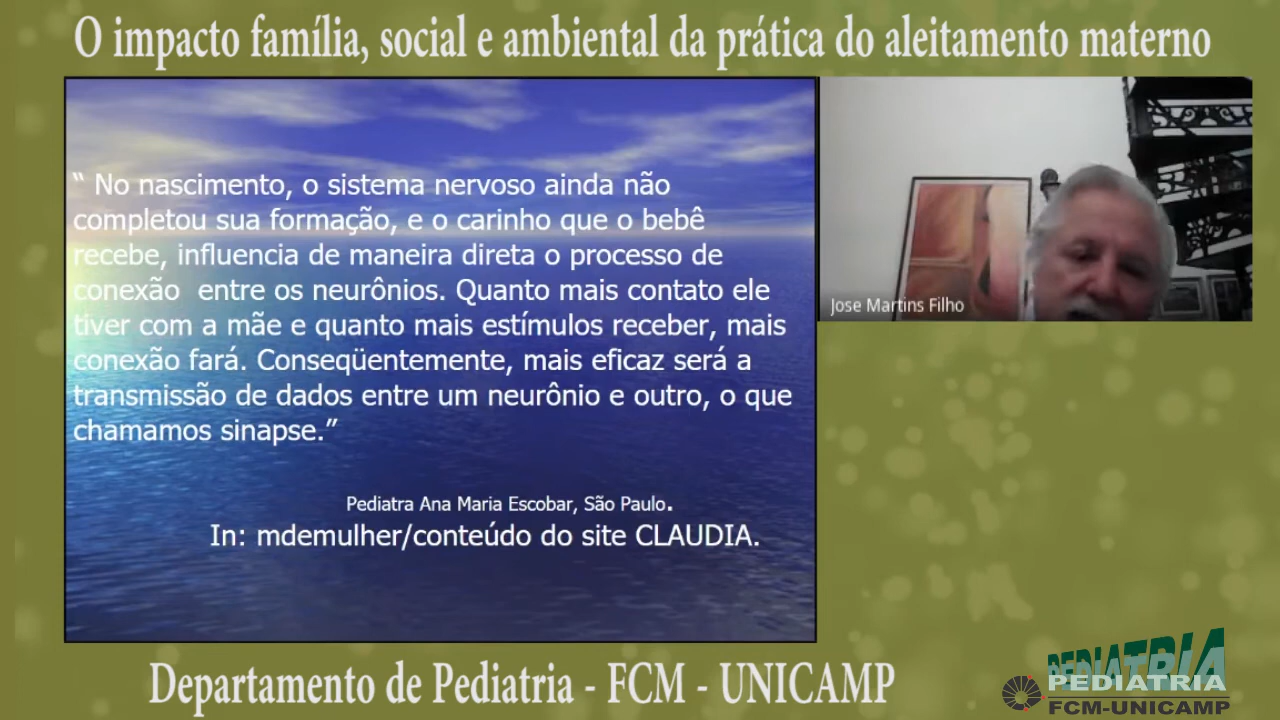 O impacto família, social e ambiental da prática do aleitamento materno
“ No nascimento, o sistema nervoso ainda não
completou sua formação, e o carinho que o bebê
recebe, influencia de maneira direta o processo de
conexão  entre os neurônios. Quanto mais contato ele
tiver com a mãe e quanto mais estímulos receber, mais
conexão fará. Conseqüentemente, mais eficaz será a
transmissão de dados entre um neurônio e outro, o que
chamamos sinapse.”
Pediatra Ana Maria Escobar, São Paulo.
In: mdemulher/conteúdo do site CLAUDIA.
Jose Martins Filho
Departamento de Pediatria - FCM - UNICAMP
PEDIATRIA
PEDIATRIA
FCM-UNICAMP